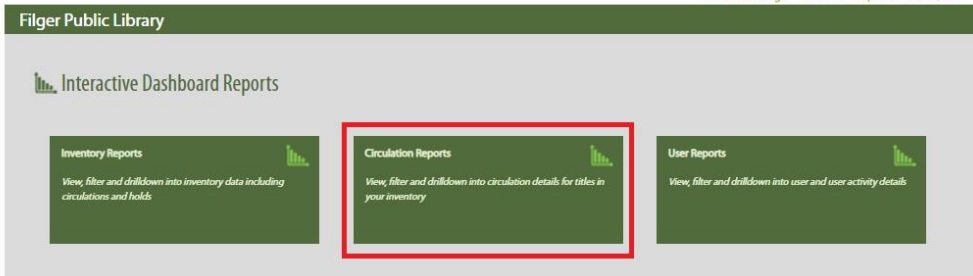 Filger Public Library
Interactive Dashboard Reports
Inventory Reports
View, filter and drilldown into inventory data including
circulations and holds
Circulation Reports
View, filter and drilldown into circulation details for titles in
your inventory
User Reports
View, filter and drilldown into user and user activity details